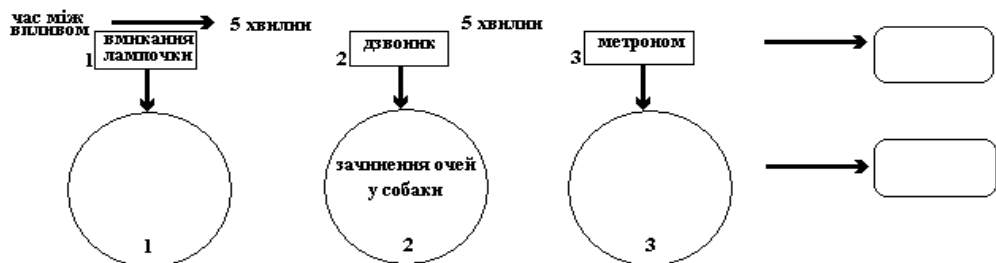 час між
впливом
5 хвилин
5 хвилин
1
вмикання
лампочки
2
дзвоник
3
метроном
зачинення очей
у собаки
1
2
3